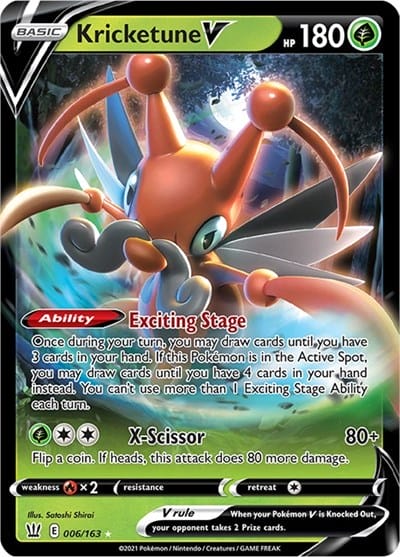 BASIC Kricketune V HP 180
Ability Exciting Stage
Once during your turn, you may draw cards until you have
3 cards in your hand. If this Pokémon is in the Active Spot,
you may draw cards until you have 4 cards in your hand
instead. You can't use more than 1 Exciting Stage Ability
each turn.
X-Scissor 80+
Flip a coin. If heads, this attack does 80 more damage.
weakness ×2 resistance retreat
Illus. Satoshi Shirai
E 006/163
V rule When your Pokémon V is Knocked Out,
your opponent takes 2 Prize cards.
©2021 Pokémon / Nintendo / Creatures / GAME FREAK